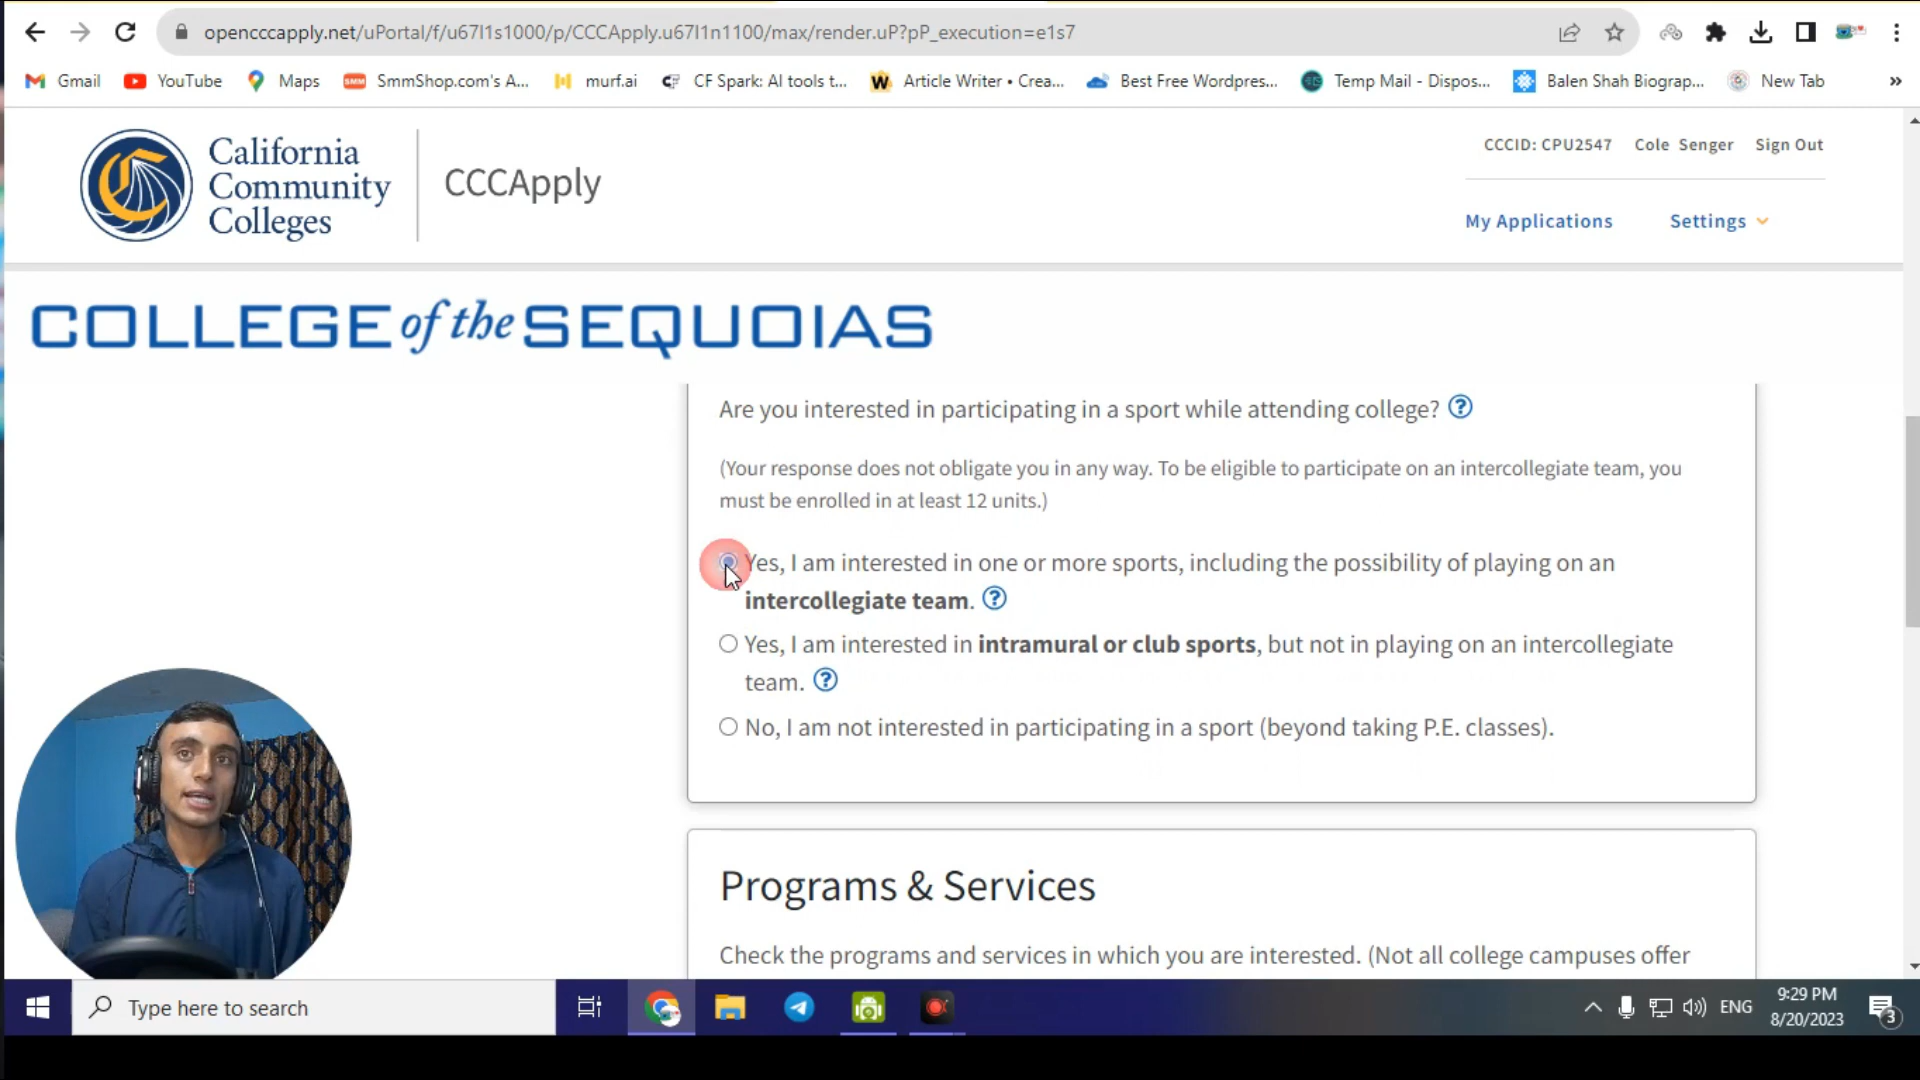 opencccapply.net/uPortal/f/u67l1s1000/p/CCCApply.u67l1n1100/max/render.uP?pP_execution=e1s7
Gmail YouTube Maps SmmShop.com's A... murf.ai CF Spark: AI tools t... Article Writer • Crea... Best Free Wordpres... Temp Mail - Dispos... Balen Shah Biograp... New Tab »
California
Community
Colleges
CCCApply
CCCID: CPU2547 Cole Senger Sign Out
My Applications Settings
COLLEGE of the SEQUOIAS
Are you interested in participating in a sport while attending college? ?
(Your response does not obligate you in any way. To be eligible to participate on an intercollegiate team, you
must be enrolled in at least 12 units.)
Yes, I am interested in one or more sports, including the possibility of playing on an
intercollegiate team. ?
Yes, I am interested in intramural or club sports, but not in playing on an intercollegiate
team. ?
No, I am not interested in participating in a sport (beyond taking P.E. classes).
Programs & Services
Check the programs and services in which you are interested. (Not all college campuses offer
Type here to search
ENG
9:29 PM
8/20/2023
3